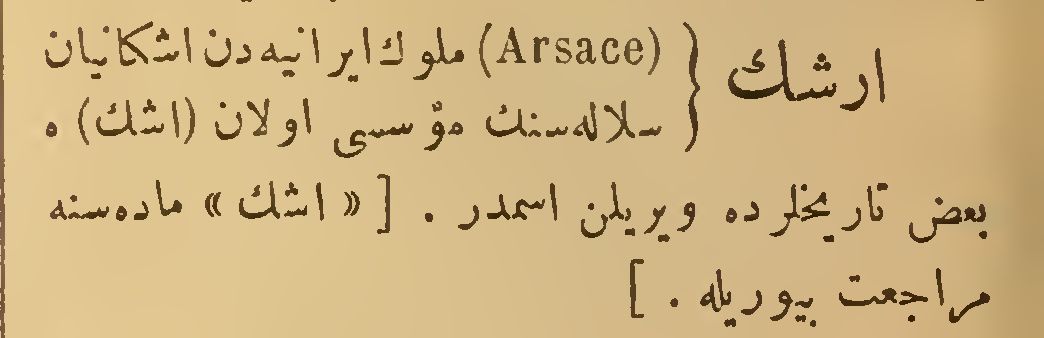 ارشك } (Arsace) ملوك ايرانيه‌دن اشكانيان
سلاله‌سنك مؤسسى اولان (اشك) ه
بعض تاريخلرده ويريلن اسمدر . [ « اشك » ماده‌سنه
مراجعت بيوريله . ]